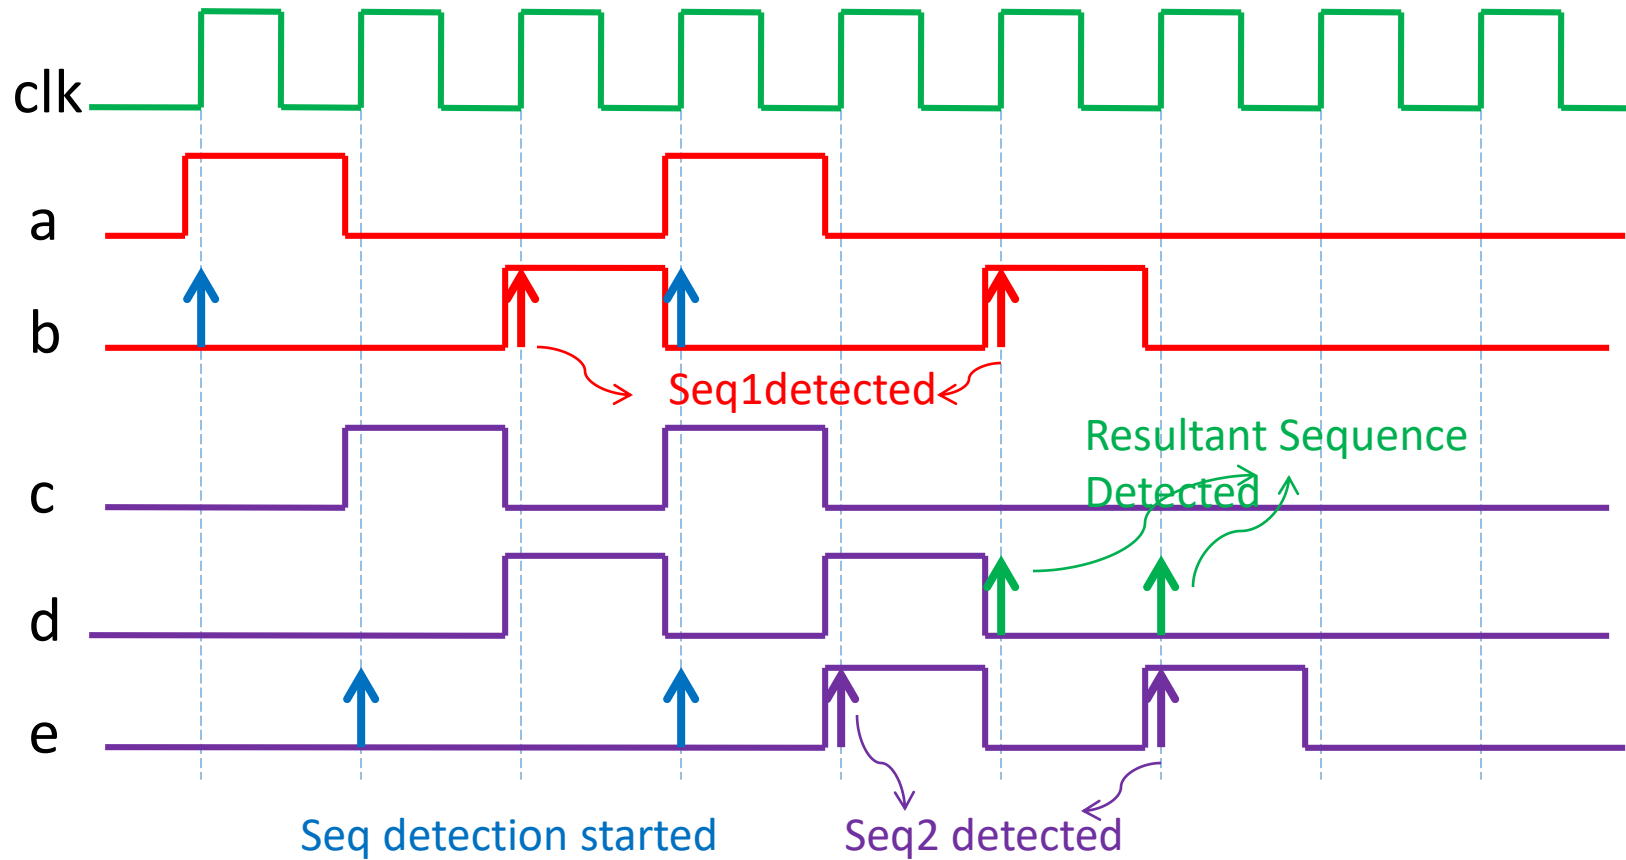 clk
a
b
Seq1detected
Resultant Sequence
Detected
c
d
e
Seq detection started
Seq2 detected